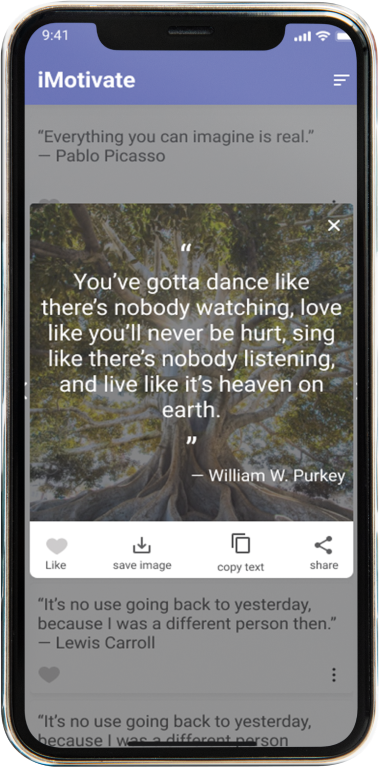 9:41
iMotivate
“Everything you can imagine is real.”
— Pablo Picasso
“
You’ve gotta dance like
there’s nobody watching, love
like you’ll never be hurt, sing
like there’s nobody listening,
and live like it’s heaven on
earth.
”
— William W. Purkey
Like
save image
copy text
share
“It’s no use going back to yesterday,
because I was a different person then.”
— Lewis Carroll
“It’s no use going back to yesterday,
because I was a different person